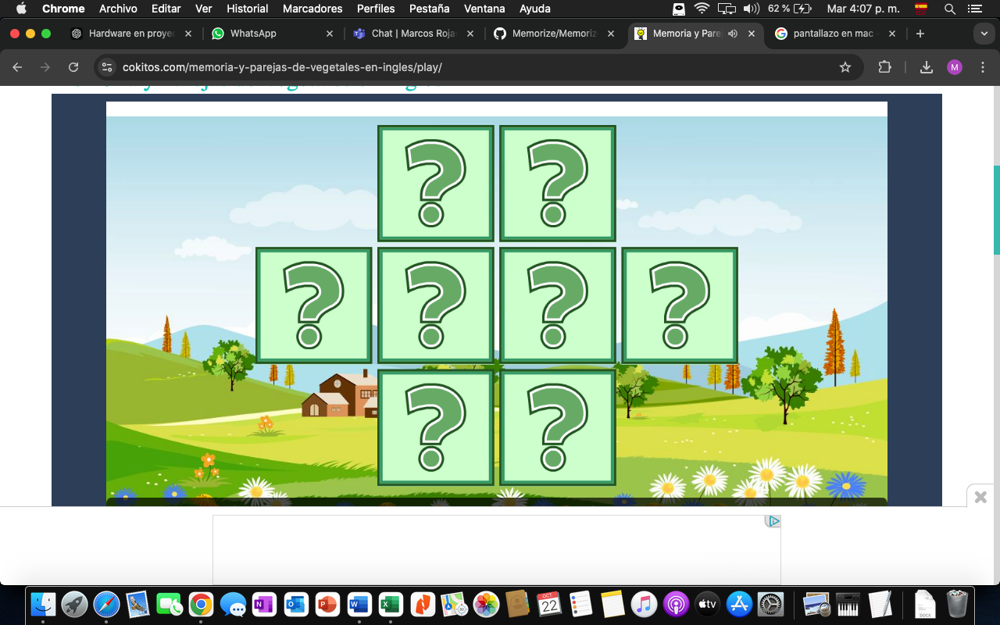 Chrome Archivo Editar Ver Historial Marcadores Perfiles Pestaña Ventana Ayuda 62 % Mar 4:07 p. m.
Hardware en proye WhatsApp Chat | Marcos Roja Memorize/Memoriz Memoria y Pare pantallazo en mac -
cokitos.com/memoria-y-parejas-de-vegetales-en-ingles/play/
M
? ?
? ? ? ?
? ?
N O P W X OCT 22 tv DOCX